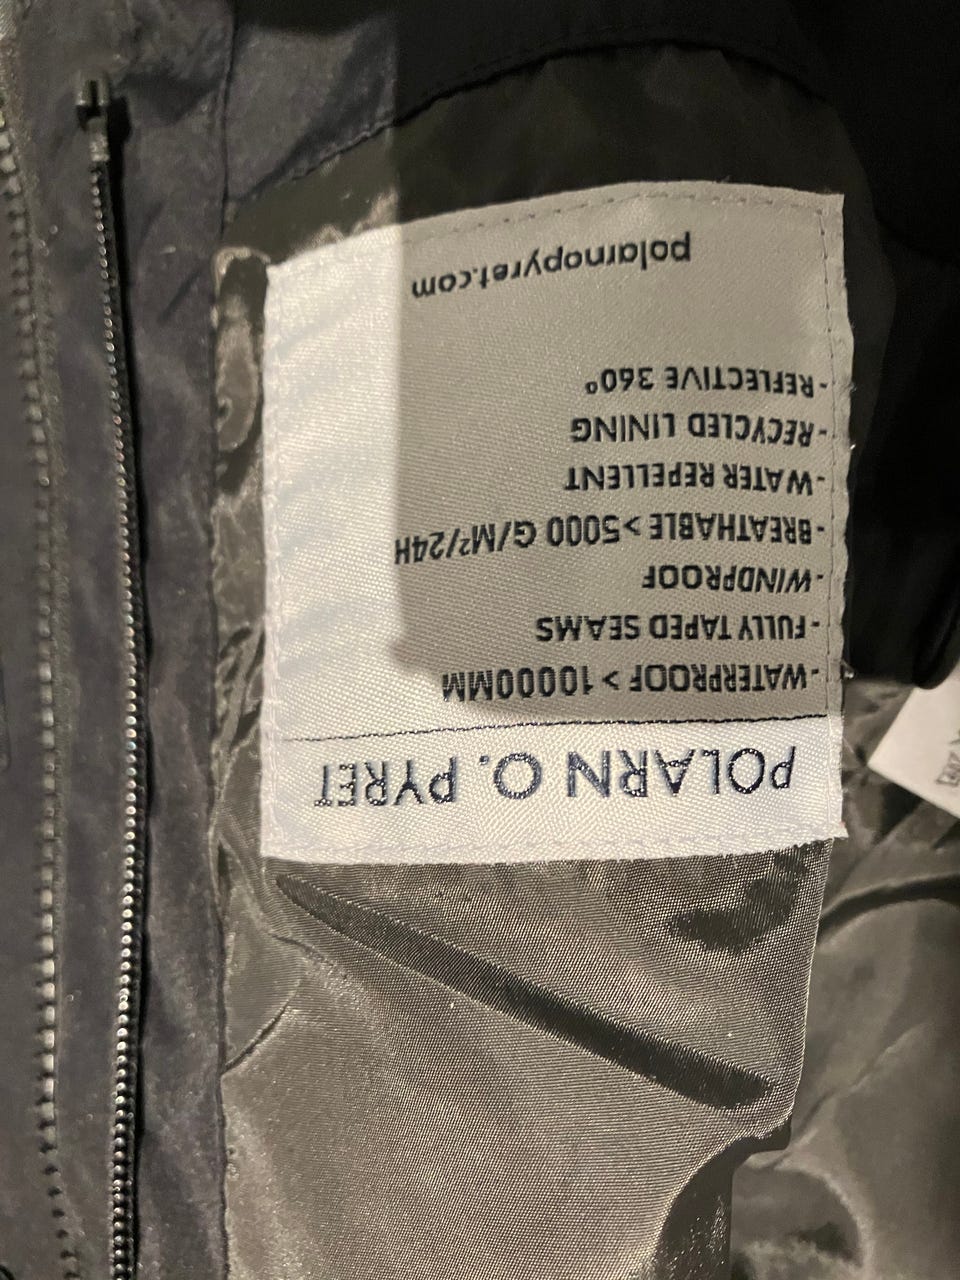 POLARN O. PYRET
- WATERPROOF > 10000MM
- FULLY TAPED SEAMS
- WINDPROOF
- BREATHABLE > 5000 G/M²/24H
- WATER REPELLENT
- RECYCLED LINING
- REFLECTIVE 360°
polarnopyret.com